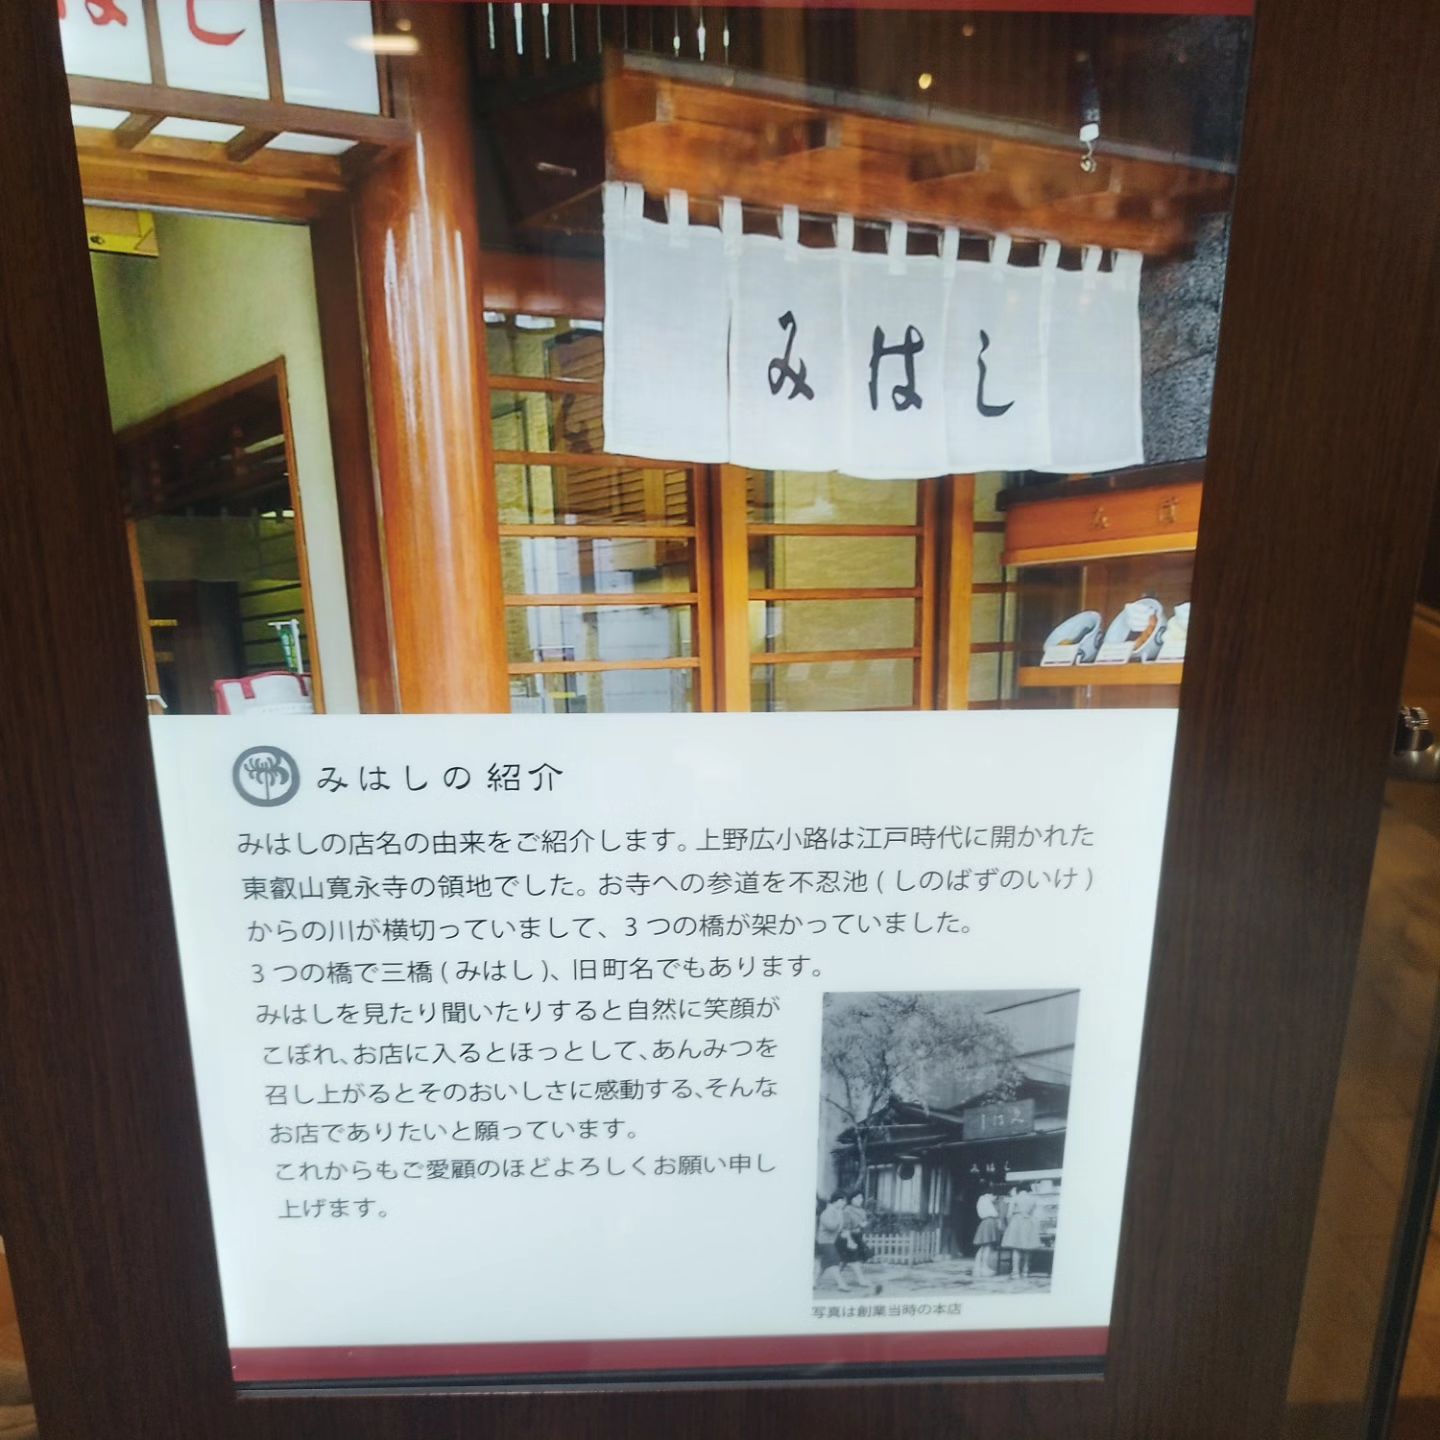 はし
みはし
みはしの紹介
みはしの店名の由来をご紹介します。上野広小路は江戸時代に開かれた
東叡山寛永寺の領地でした。お寺への参道を不忍池(しのばずのいけ)
からの川が横切っていまして、3つの橋が架かっていました。
3つの橋で三橋(みはし)、旧町名でもあります。
みはしを見たり聞いたりすると自然に笑顔が
こぼれ、お店に入るとほっとして、あんみつを
召し上がるとそのおいしさに感動する、そんな
お店でありたいと願っています。
これからもご愛顧のほどよろしくお願い申し
上げます。
みはし
写真は創業当時の本店